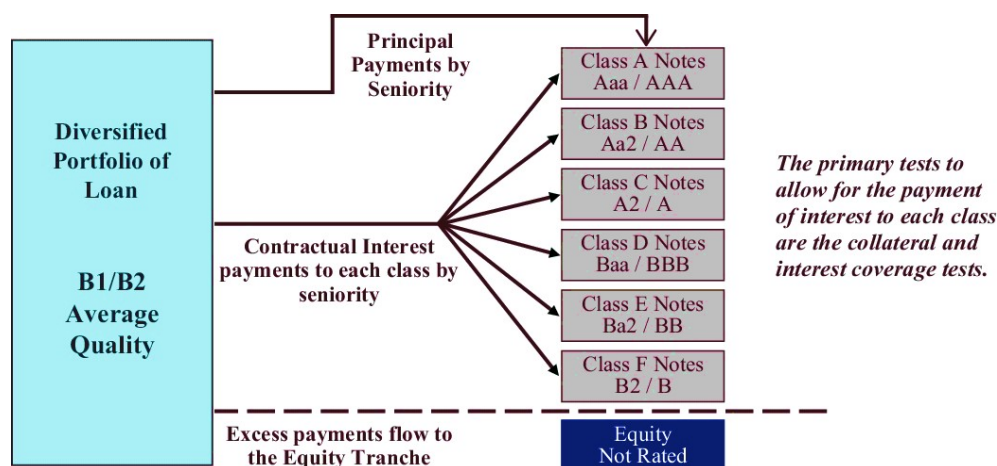 Diversified
Portfolio of
Loan
B1/B2
Average
Quality
Principal
Payments by
Seniority
Contractual Interest
payments to each class by
seniority
Excess payments flow to
the Equity Tranche
Class A Notes
Aaa / AAA
Class B Notes
Aa2 / AA
Class C Notes
A2 / A
Class D Notes
Baa / BBB
Class E Notes
Ba2 / BB
Class F Notes
B2 / B
Equity
Not Rated
The primary tests to
allow for the payment
of interest to each class
are the collateral and
interest coverage tests.